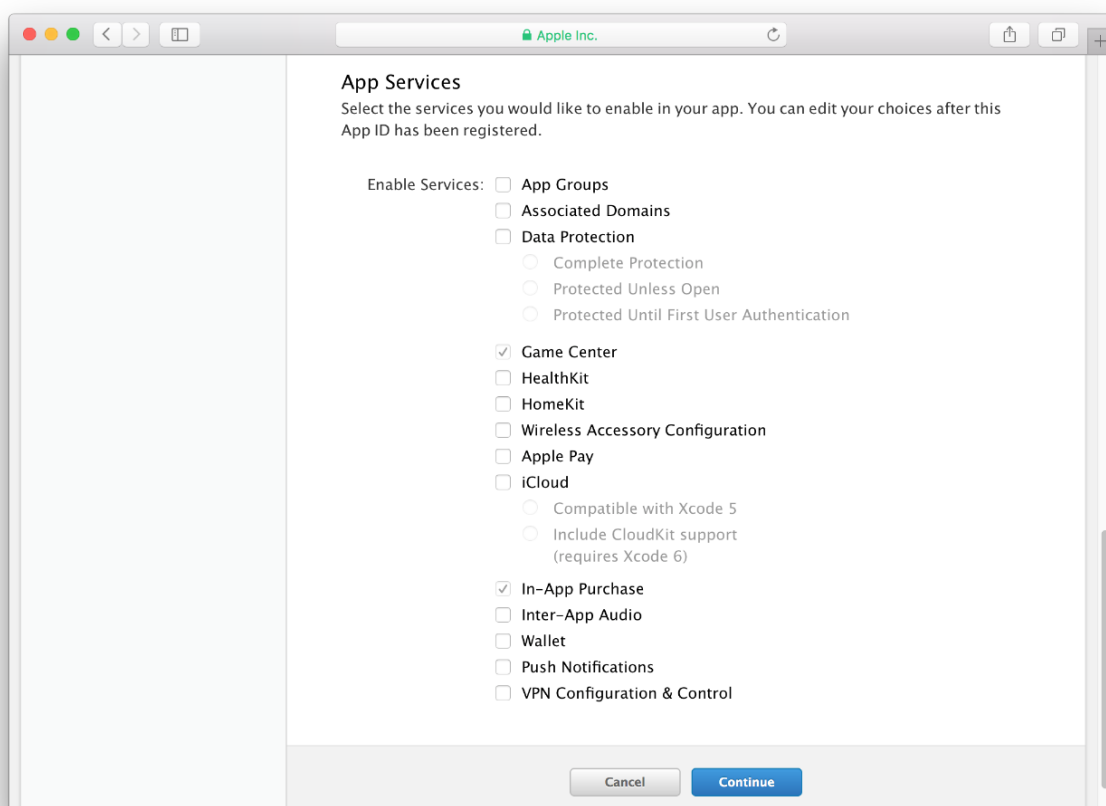 Apple Inc.
App Services
Select the services you would like to enable in your app. You can edit your choices after this
App ID has been registered.
Enable Services:
App Groups
Associated Domains
Data Protection
Complete Protection
Protected Unless Open
Protected Until First User Authentication
Game Center
HealthKit
HomeKit
Wireless Accessory Configuration
Apple Pay
iCloud
Compatible with Xcode 5
Include CloudKit support
(requires Xcode 6)
In-App Purchase
Inter-App Audio
Wallet
Push Notifications
VPN Configuration & Control
Cancel
Continue